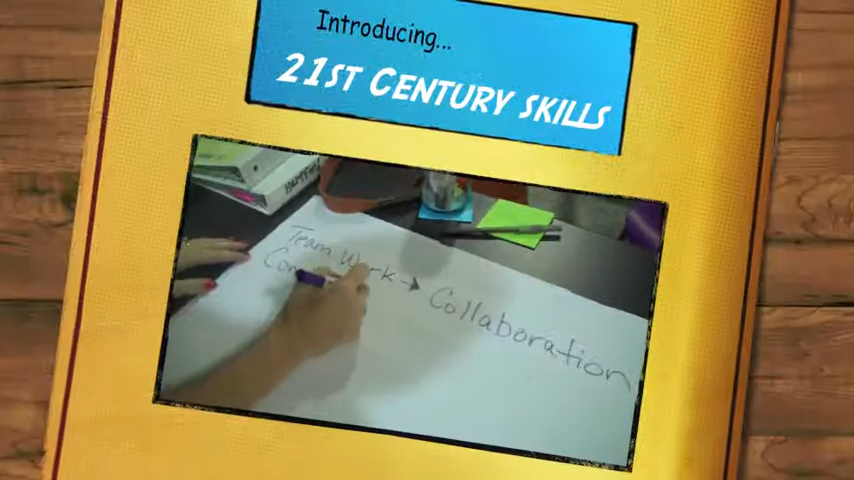 Introducing...
21ST CENTURY SKILLS
Team Work → Collaboration